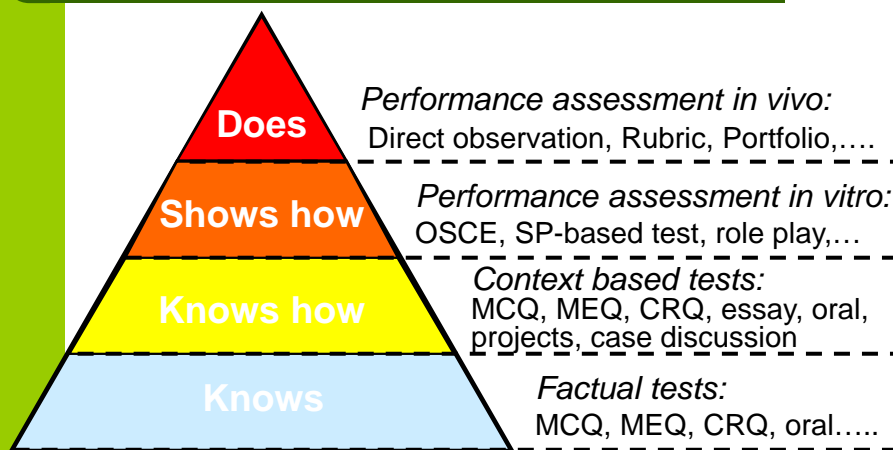 Does
Performance assessment in vivo:
Direct observation, Rubric, Portfolio,....
Shows how
Performance assessment in vitro:
OSCE, SP-based test, role play,...
Knows how
Context based tests:
MCQ, MEQ, CRQ, essay, oral,
projects, case discussion
Knows
Factual tests:
MCQ, MEQ, CRQ, oral.....